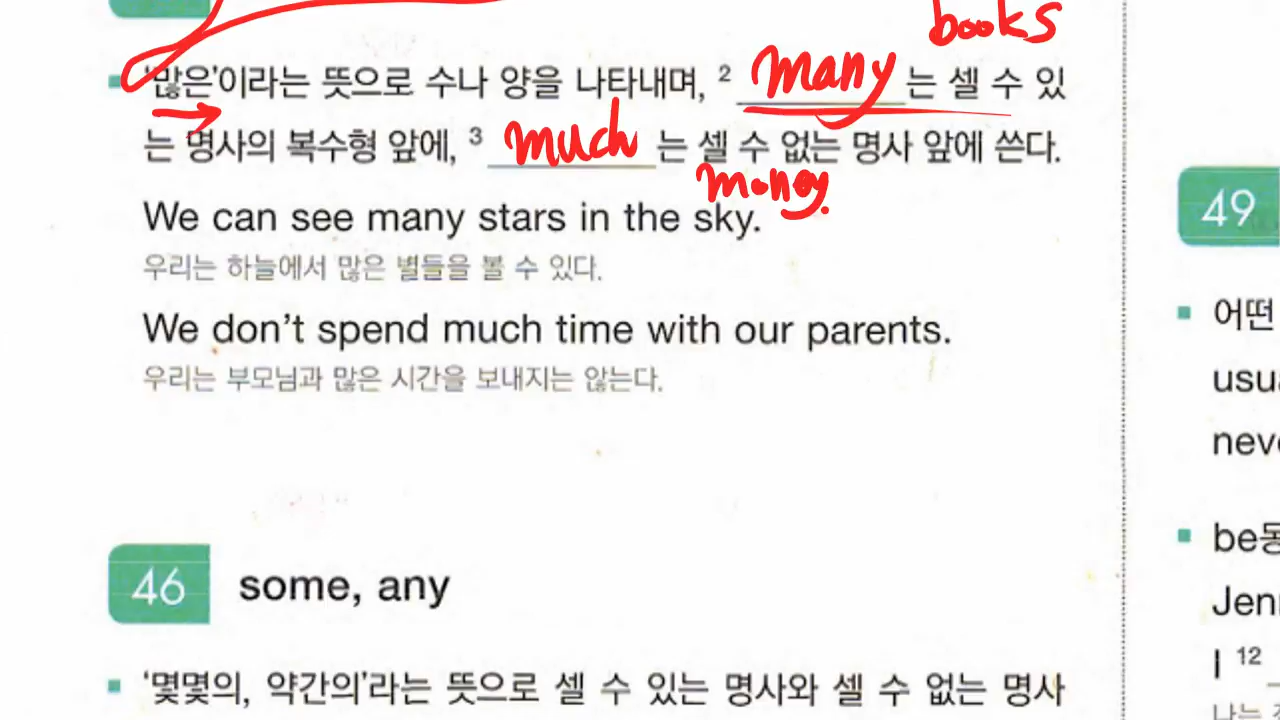 books
'많은'이라는 뜻으로 수나 양을 나타내며, ² many 는 셀 수 있
는 명사의 복수형 앞에, ³ much 는 셀 수 없는 명사 앞에 쓴다.
money.
We can see many stars in the sky.
우리는 하늘에서 많은 별들을 볼 수 있다.
We don't spend much time with our parents.
우리는 부모님과 많은 시간을 보내지는 않는다.
46 some, any
'몇몇의, 약간의'라는 뜻으로 셀 수 있는 명사와 셀 수 없는 명사
49
어떤
be동
I 12
나는